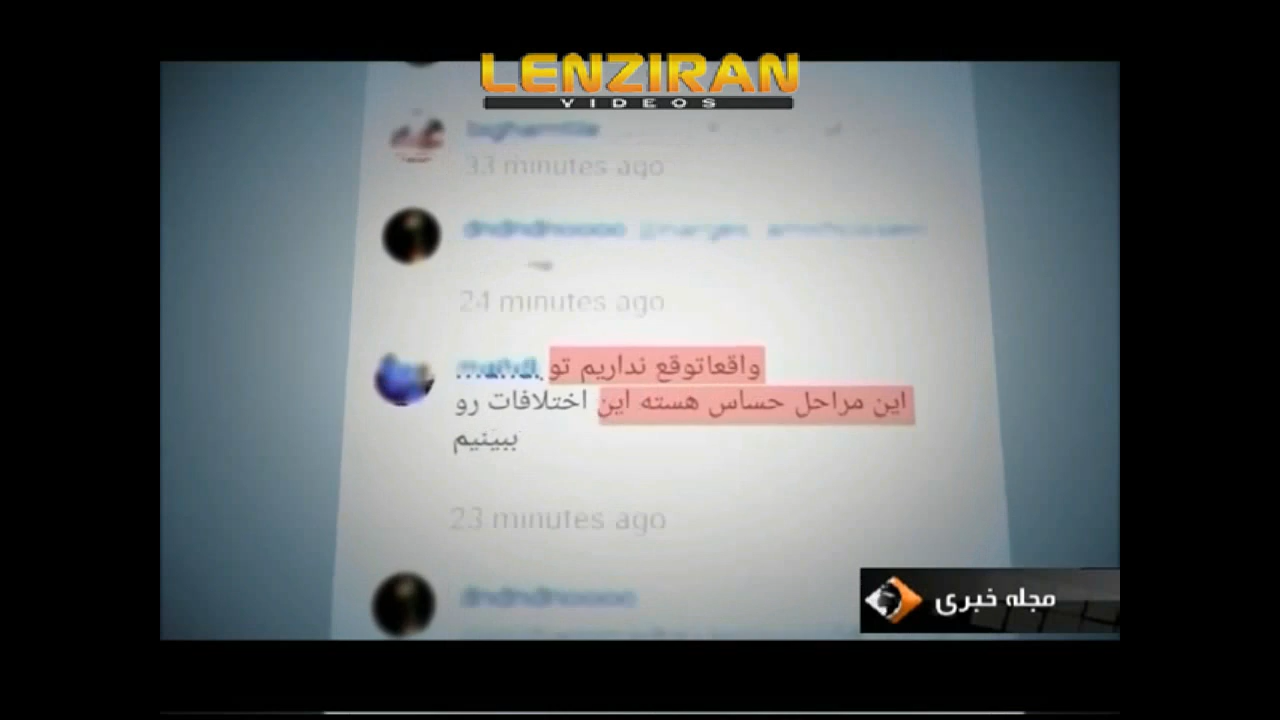 LENZIRAN
VIDEOS
33 minutes ago
24 minutes ago
واقعاتوقع نداریم تو
این مراحل حساس هسته این اختلافات رو
ببینیم
23 minutes ago
مجله خبری